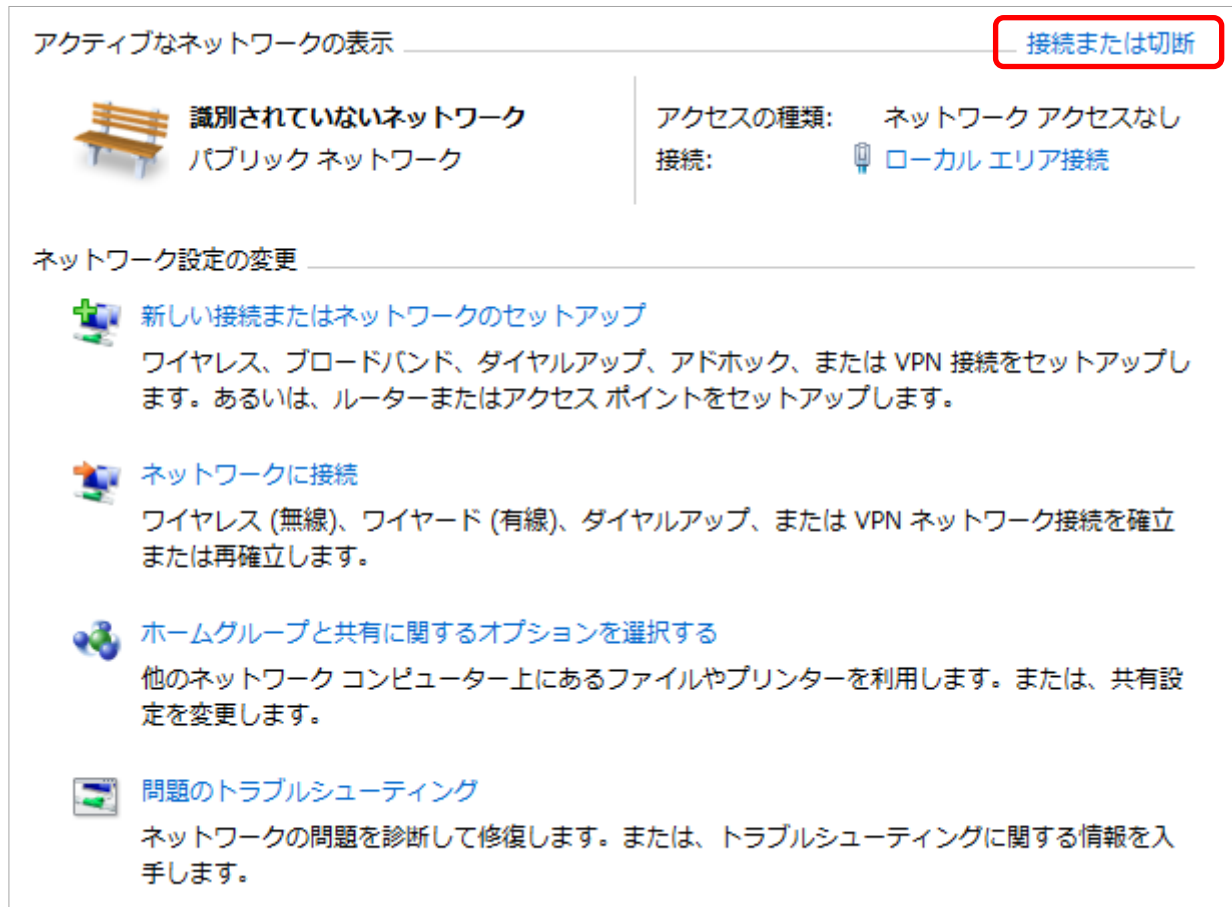 アクティブなネットワークの表示 接続または切断
識別されていないネットワーク アクセスの種類: ネットワーク アクセスなし
パブリック ネットワーク 接続: ローカル エリア接続
ネットワーク設定の変更
新しい接続またはネットワークのセットアップ
ワイヤレス、ブロードバンド、ダイヤルアップ、アドホック、または VPN 接続をセットアップし
ます。あるいは、ルーターまたはアクセス ポイントをセットアップします。
ネットワークに接続
ワイヤレス (無線)、ワイヤード (有線)、ダイヤルアップ、または VPN ネットワーク接続を確立
または再確立します。
ホームグループと共有に関するオプションを選択する
他のネットワーク コンピューター上にあるファイルやプリンターを利用します。または、共有設
定を変更します。
問題のトラブルシューティング
ネットワークの問題を診断して修復します。または、トラブルシューティングに関する情報を入
手します。